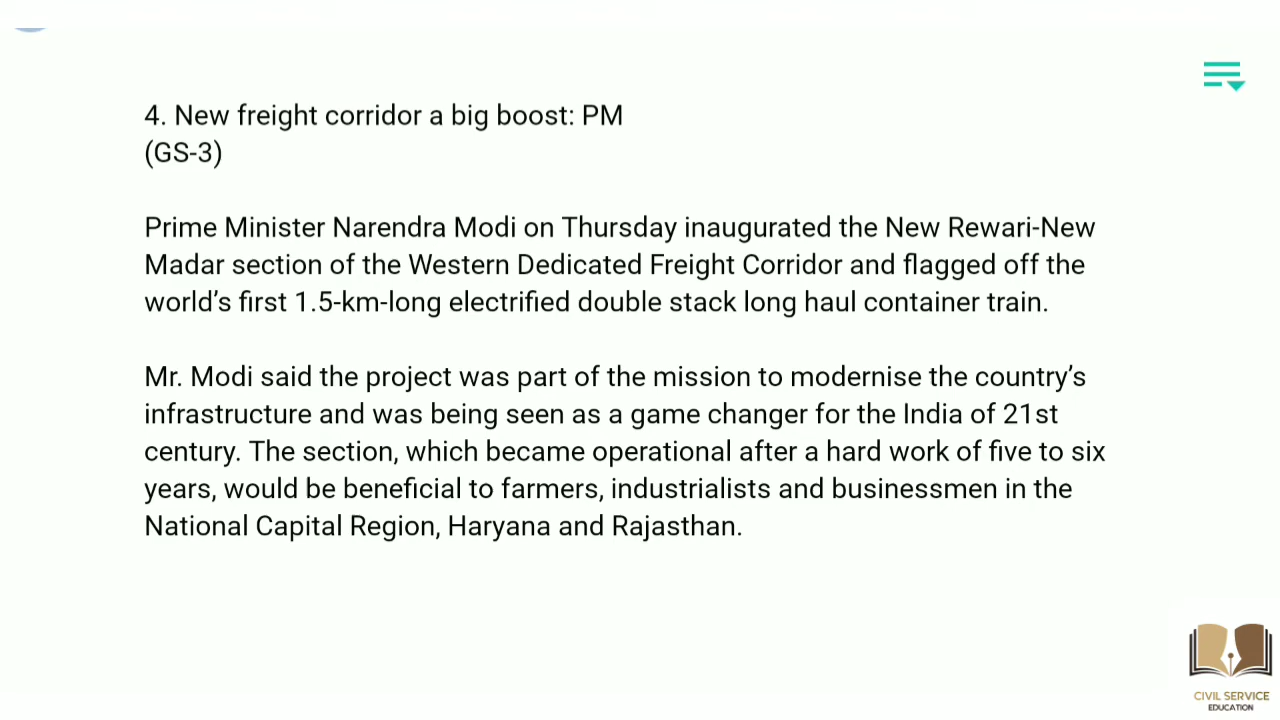 4. New freight corridor a big boost: PM
(GS-3)
Prime Minister Narendra Modi on Thursday inaugurated the New Rewari-New
Madar section of the Western Dedicated Freight Corridor and flagged off the
world’s first 1.5-km-long electrified double stack long haul container train.
Mr. Modi said the project was part of the mission to modernise the country’s
infrastructure and was being seen as a game changer for the India of 21st
century. The section, which became operational after a hard work of five to six
years, would be beneficial to farmers, industrialists and businessmen in the
National Capital Region, Haryana and Rajasthan.
CIVIL SERVICE
EDUCATION